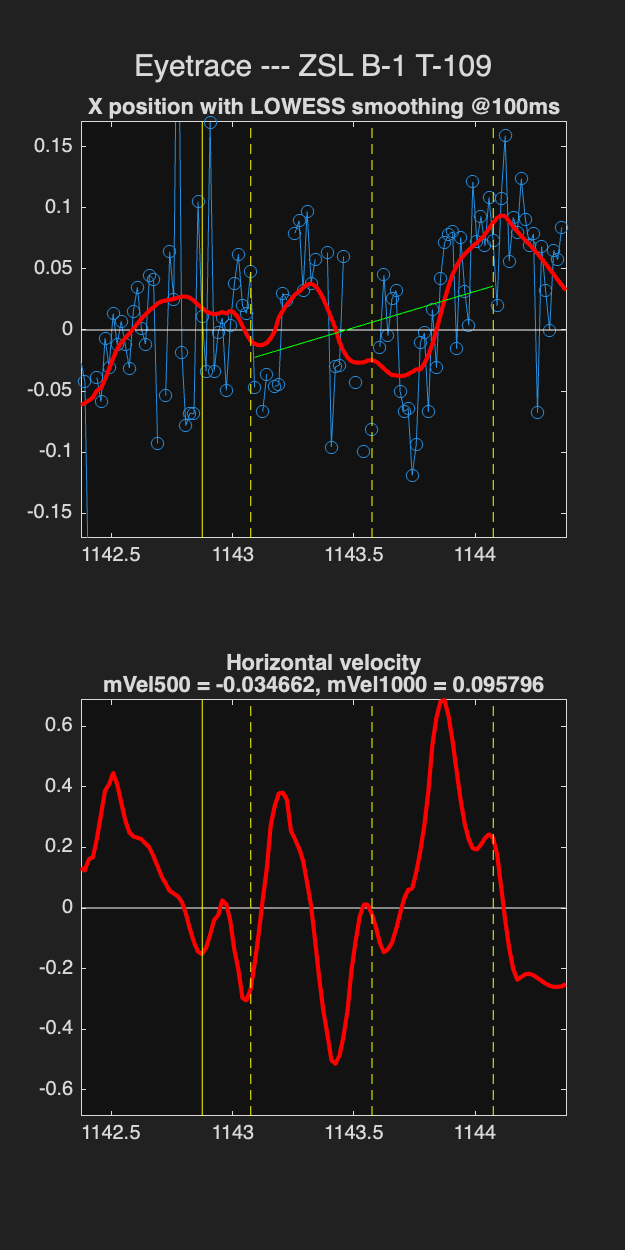 Eyetrace --- ZSL B-1 T-109
X position with LOWESS smoothing @100ms
0.15
0.1
0.05
0
-0.05
-0.1
-0.15
1142.5 1143 1143.5 1144
Horizontal velocity
mVel500 = -0.034662, mVel1000 = 0.095796
0.6
0.4
0.2
0
-0.2
-0.4
-0.6
1142.5 1143 1143.5 1144